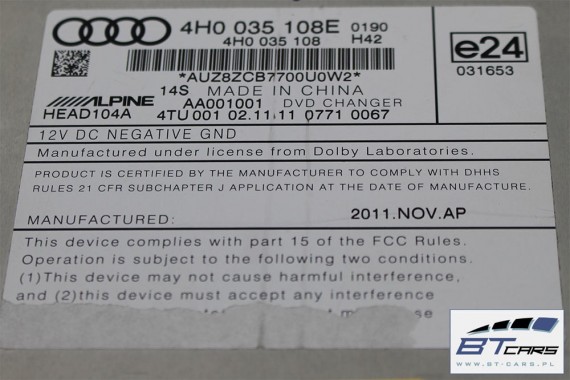 4H0 035 108E 0190
4H0 035 108 H42
e24
031653
*AUZ8ZCB7700U0W2*
14S MADE IN CHINA
ALPINE AA001001 DVD CHANGER
HEAD104A 4TU 001 02.11.11 0771 0067
12V DC NEGATIVE GND
Manufactured under license from Dolby Laboratories.
PRODUCT IS CERTIFIED BY THE MANUFACTURER TO COMPLY WITH DHHS
RULES 21 CFR SUBCHAPTER J APPLICATION AT THE DATE OF MANUFACTURE.
MANUFACTURED: 2011.NOV.AP
This device complies with part 15 of the FCC Rules.
Operation is subject to the following two conditions.
(1)This device may not cause harmful interference,
and (2)this device must accept any interference
BT CARS
WWW.BT-CARS.PL